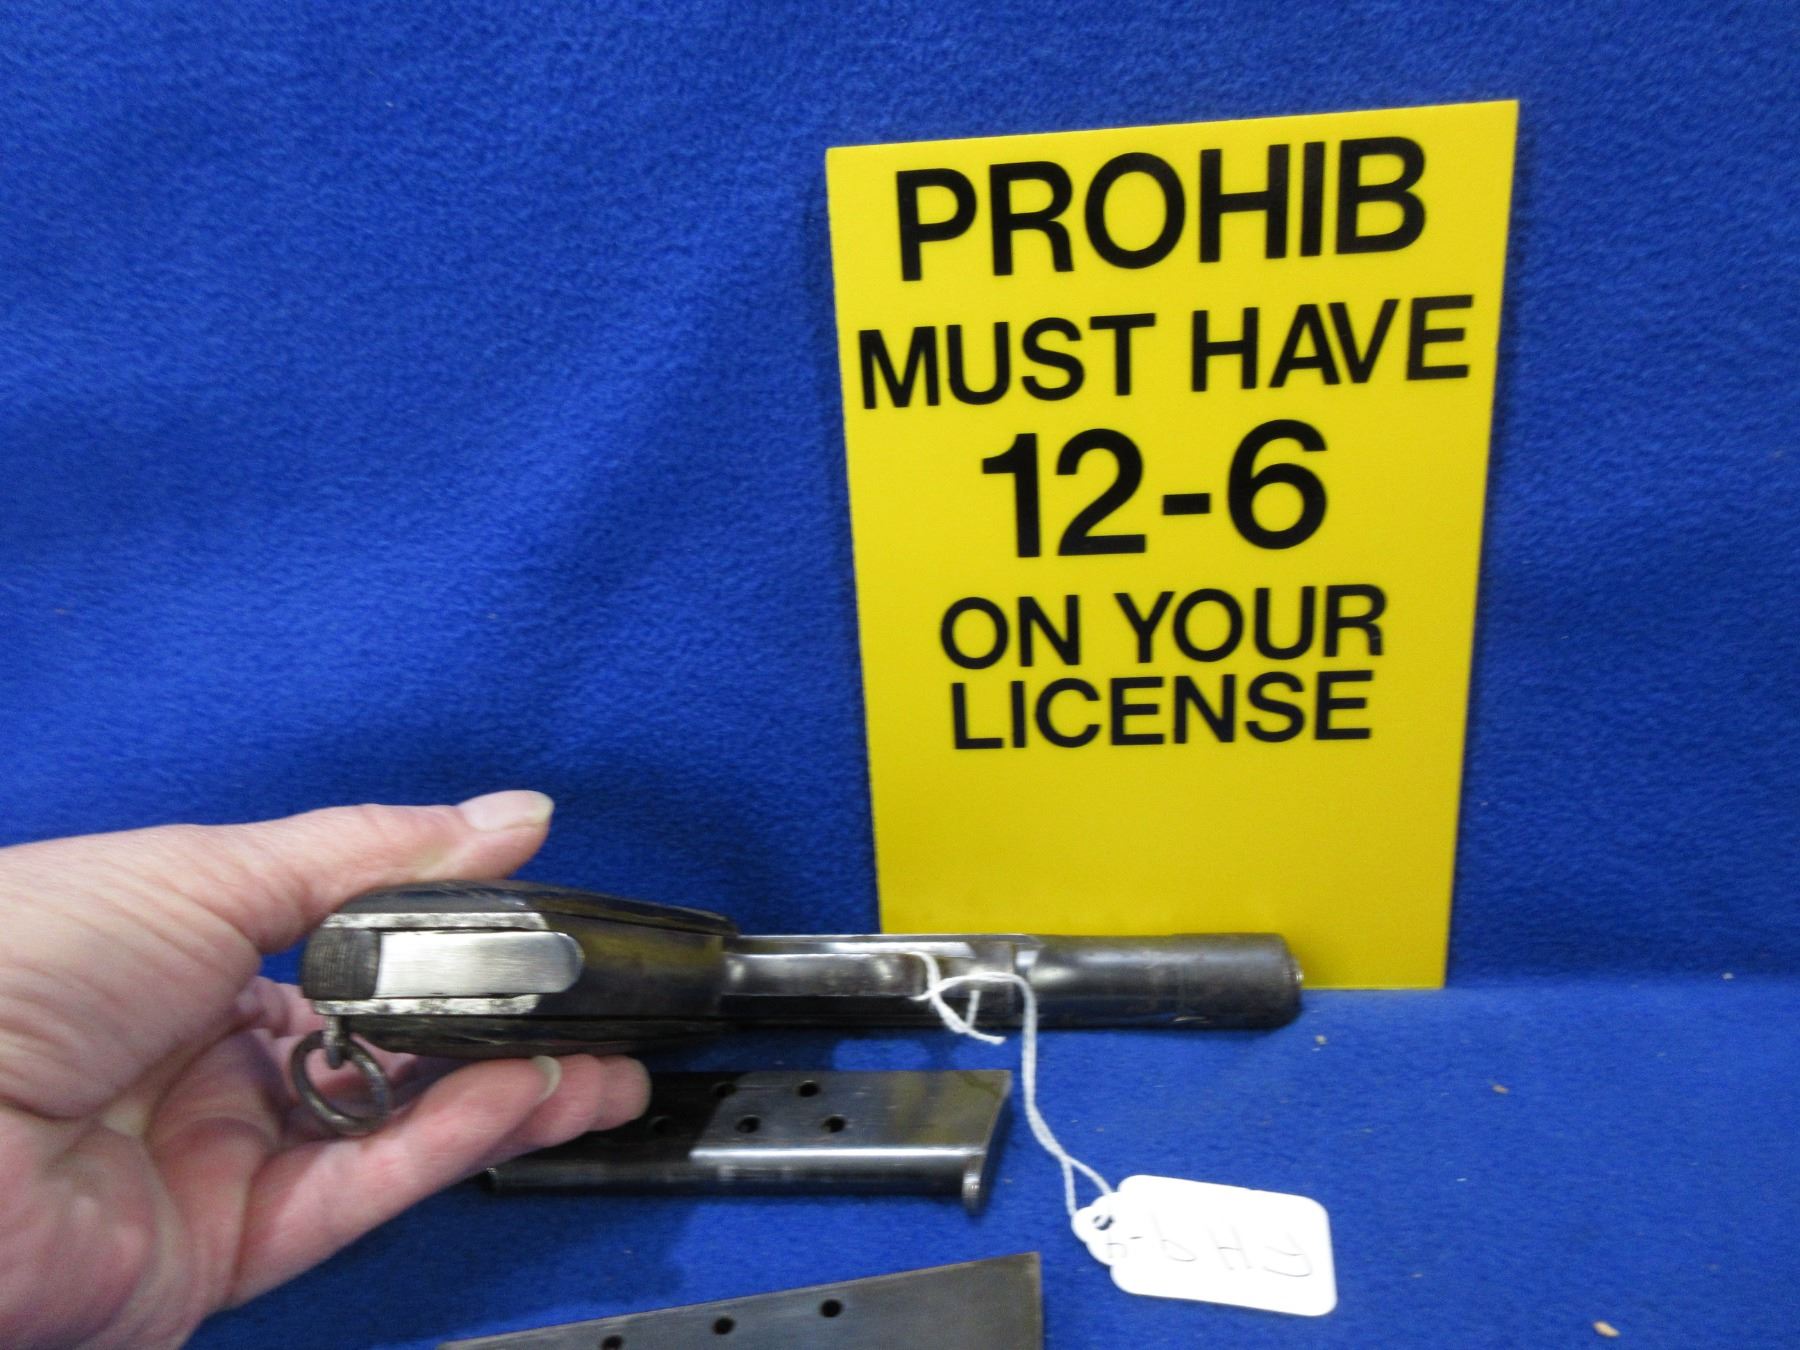 PROHIB
MUST HAVE
12-6
ON YOUR
LICENSE